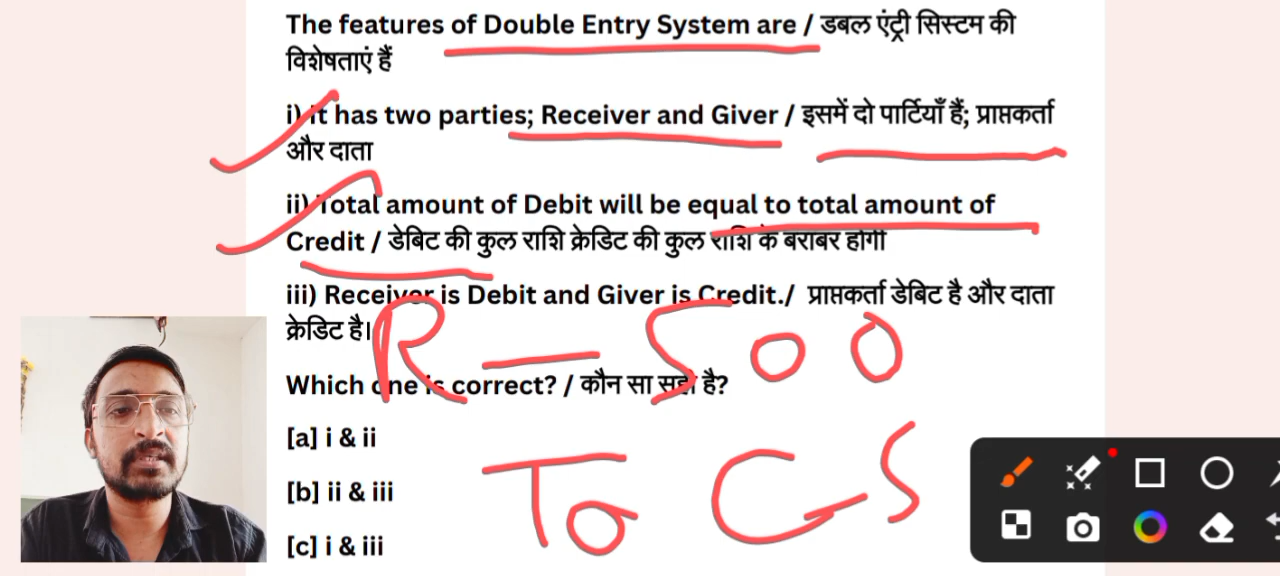 The features of Double Entry System are / डबल एंट्री सिस्टम की
विशेषताएं हैं
i) It has two parties; Receiver and Giver / इसमें दो पार्टियाँ हैं; प्राप्तकर्ता
और दाता
ii) Total amount of Debit will be equal to total amount of
Credit / डेबिट की कुल राशि क्रेडिट की कुल राशि के बराबर होगी
iii) Receiver is Debit and Giver is Credit./ प्राप्तकर्ता डेबिट है और दाता
क्रेडिट है।
R — 500
Which one is correct? / कौन सा सही है?
[a] i & ii
To
[b] ii & iii
[c] i & iii